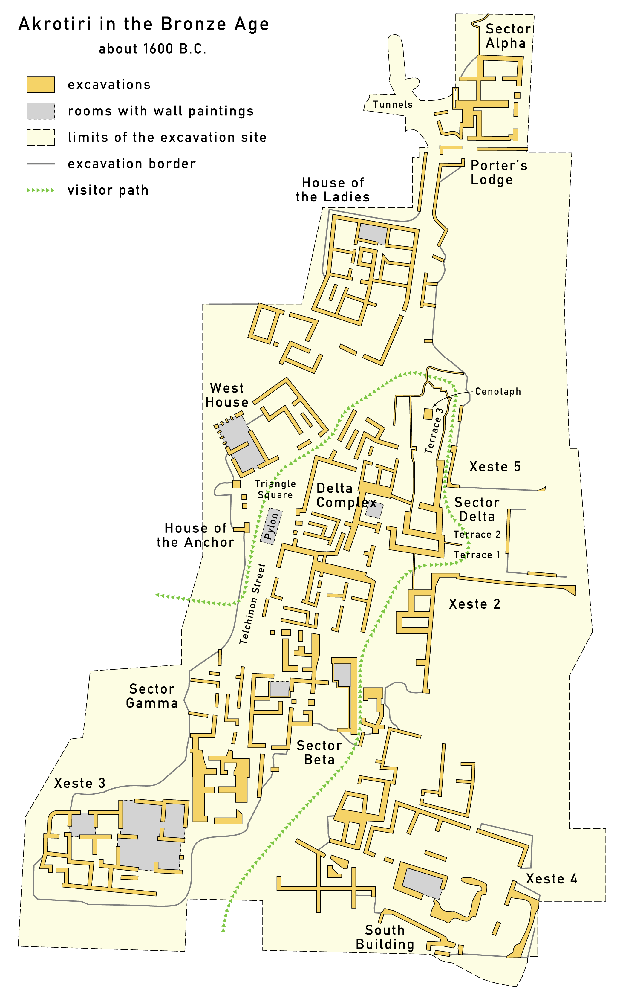 Akrotiri in the Bronze Age
about 1600 B.C.
excavations
rooms with wall paintings
limits of the excavation site
excavation border
visitor path
Sector
Alpha
Tunnels
Porter's
Lodge
House of
the Ladies
West
House
Cenotaph
Terrace 3
Xeste 5
Triangle
Square
Delta
Complex
Sector
Delta
Pylon
House of
the Anchor
Terrace 2
Terrace 1
Telchinon Street
Xeste 2
Sector
Gamma
Sector
Beta
Xeste 3
Xeste 4
South
Building